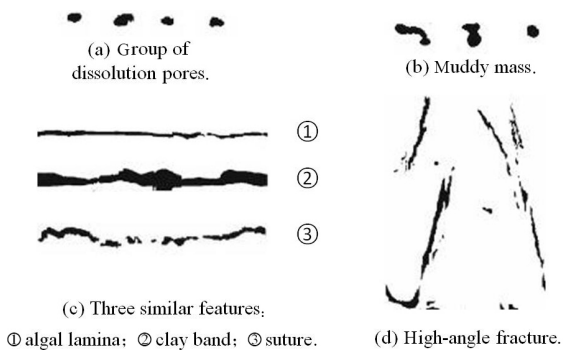 (a) Group of
dissolution pores.
(b) Muddy mass.
①
②
③
(c) Three similar features:
① algal lamina; ② clay band; ③ suture.
(d) High-angle fracture.